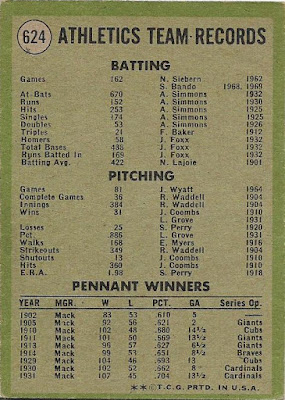 624 ATHLETICS TEAM RECORDS
BATTING
Games 162 N. Siebern 1962
S. Bando 1968, 1969
At-Bats 670 A. Simmons 1932
Runs 152 A. Simmons 1930
Hits 253 A. Simmons 1925
Singles 174 A. Simmons 1925
Doubles 53 A. Simmons 1926
Triples 21 F. Baker 1912
Homers 58 J. Foxx 1932
Total Bases 438 J. Foxx 1932
Runs Batted In 169 J. Foxx 1932
Batting Avg. .422 N. Lajoie 1901
PITCHING
Games 81 J. Wyatt 1964
Complete Games 36 R. Waddell 1904
Innings 384 R. Waddell 1904
Wins 31 J. Coombs 1910
L. Grove 1931
Losses 25 S. Perry 1920
Pct. .886 L. Grove 1931
Walks 168 E. Myers 1916
Strikeouts 349 R. Waddell 1904
Shutouts 13 J. Coombs 1910
Hits 360 J. Coombs 1911
E.R.A. 1.98 S. Perry 1918
PENNANT WINNERS
YEAR MGR. W L PCT. GA Series Op.
1902 Mack 83 53 .610 5
1905 Mack 92 56 .621 2 Giants
1910 Mack 102 48 .680 14½ Cubs
1911 Mack 101 50 .669 13½ Giants
1913 Mack 96 57 .627 6½ Giants
1914 Mack 99 53 .651 8½ Braves
1929 Mack 104 46 .693 18 Cubs
1930 Mack 102 52 .662 8 Cardinals
1931 Mack 107 45 .704 13½ Cardinals
**©T.C.G. PRTD. IN U.S.A.